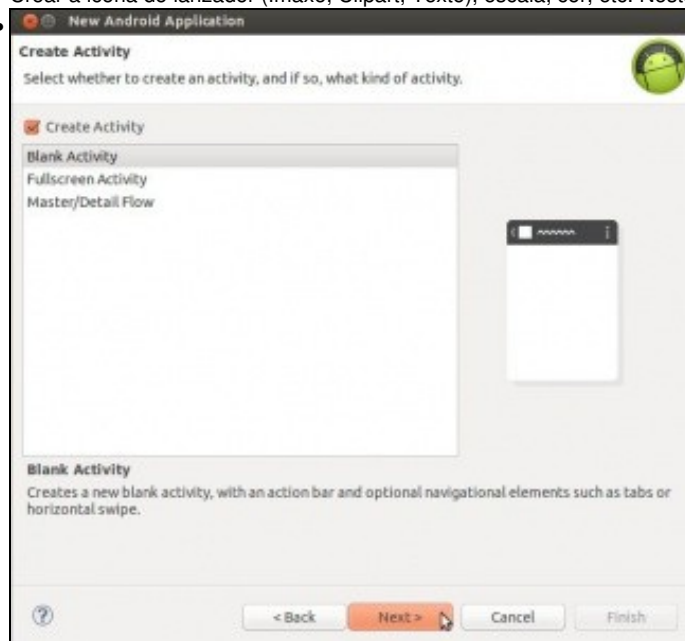 New Android Application
Create Activity
Select whether to create an activity, and if so, what kind of activity.
Create Activity
Blank Activity
Fullscreen Activity
Master/Detail Flow
Blank Activity
Creates a new blank activity, with an action bar and optional navigational elements such as tabs or
horizontal swipe.
< Back
Next >
Cancel
Finish